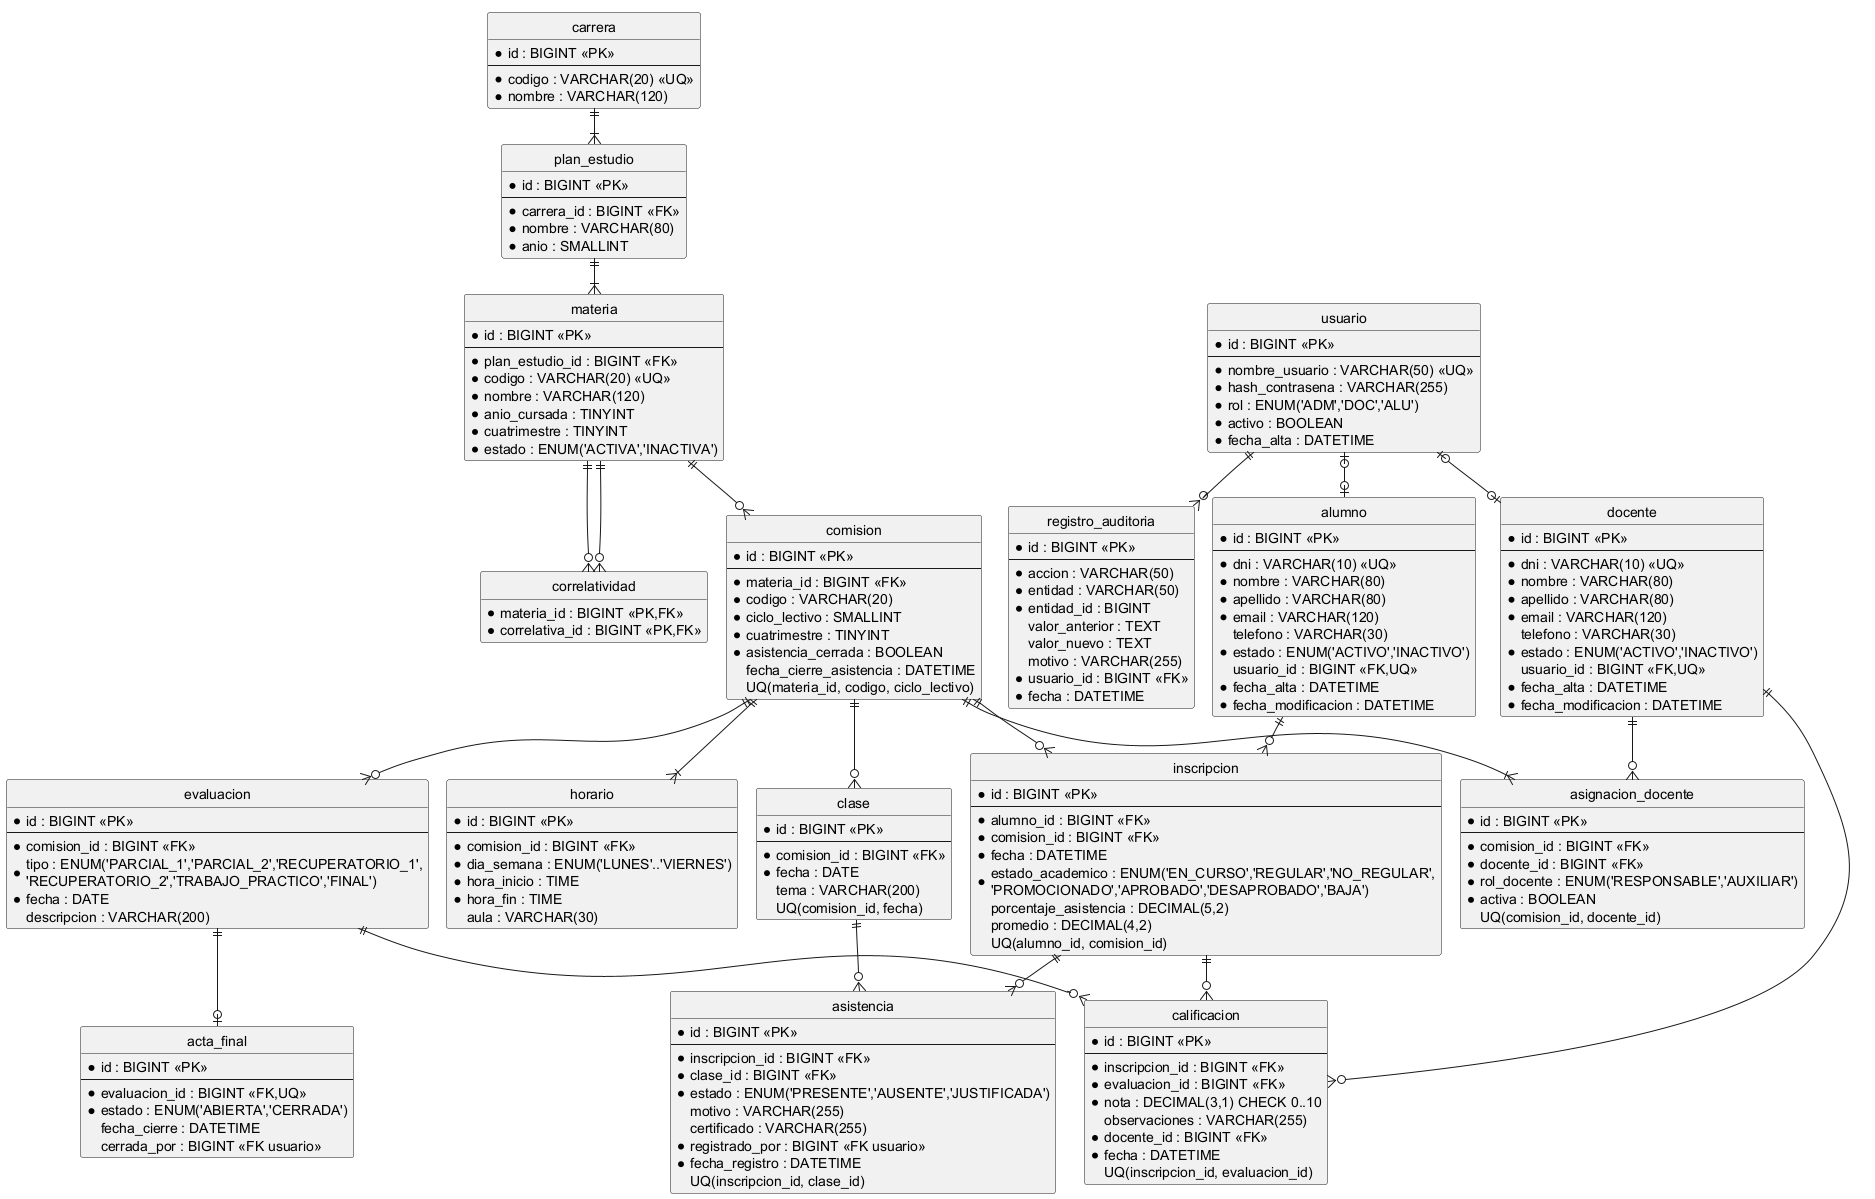 carrera
id : BIGINT «PK»
codigo : VARCHAR(20) «UQ»
nombre : VARCHAR(120)
plan_estudio
id : BIGINT «PK»
carrera_id : BIGINT «FK»
nombre : VARCHAR(80)
anio : SMALLINT
materia
id : BIGINT «PK»
plan_estudio_id : BIGINT «FK»
codigo : VARCHAR(20) «UQ»
nombre : VARCHAR(120)
anio_cursada : TINYINT
cuatrimestre : TINYINT
estado : ENUM('ACTIVA','INACTIVA')
usuario
id : BIGINT «PK»
nombre_usuario : VARCHAR(50) «UQ»
hash_contrasena : VARCHAR(255)
rol : ENUM('ADM','DOC','ALU')
activo : BOOLEAN
fecha_alta : DATETIME
correlatividad
materia_id : BIGINT «PK,FK»
correlativa_id : BIGINT «PK,FK»
comision
id : BIGINT «PK»
materia_id : BIGINT «FK»
codigo : VARCHAR(20)
ciclo_lectivo : SMALLINT
cuatrimestre : TINYINT
asistencia_cerrada : BOOLEAN
fecha_cierre_asistencia : DATETIME
UQ(materia_id, codigo, ciclo_lectivo)
registro_auditoria
id : BIGINT «PK»
accion : VARCHAR(50)
entidad : VARCHAR(50)
entidad_id : BIGINT
valor_anterior : TEXT
valor_nuevo : TEXT
motivo : VARCHAR(255)
usuario_id : BIGINT «FK»
fecha : DATETIME
alumno
id : BIGINT «PK»
dni : VARCHAR(10) «UQ»
nombre : VARCHAR(80)
apellido : VARCHAR(80)
email : VARCHAR(120)
telefono : VARCHAR(30)
estado : ENUM('ACTIVO','INACTIVO')
usuario_id : BIGINT «FK,UQ»
fecha_alta : DATETIME
fecha_modificacion : DATETIME
docente
id : BIGINT «PK»
dni : VARCHAR(10) «UQ»
nombre : VARCHAR(80)
apellido : VARCHAR(80)
email : VARCHAR(120)
telefono : VARCHAR(30)
estado : ENUM('ACTIVO','INACTIVO')
usuario_id : BIGINT «FK,UQ»
fecha_alta : DATETIME
fecha_modificacion : DATETIME
evaluacion
id : BIGINT «PK»
comision_id : BIGINT «FK»
tipo : ENUM('PARCIAL_1','PARCIAL_2','RECUPERATORIO_1',
'RECUPERATORIO_2','TRABAJO_PRACTICO','FINAL')
fecha : DATE
descripcion : VARCHAR(200)
horario
id : BIGINT «PK»
comision_id : BIGINT «FK»
dia_semana : ENUM('LUNES'..'VIERNES')
hora_inicio : TIME
hora_fin : TIME
aula : VARCHAR(30)
clase
id : BIGINT «PK»
comision_id : BIGINT «FK»
fecha : DATE
tema : VARCHAR(200)
UQ(comision_id, fecha)
inscripcion
id : BIGINT «PK»
alumno_id : BIGINT «FK»
comision_id : BIGINT «FK»
fecha : DATETIME
estado_academico : ENUM('EN_CURSO','REGULAR','NO_REGULAR',
'PROMOCIONADO','APROBADO','DESAPROBADO','BAJA')
porcentaje_asistencia : DECIMAL(5,2)
promedio : DECIMAL(4,2)
UQ(alumno_id, comision_id)
asignacion_docente
id : BIGINT «PK»
comision_id : BIGINT «FK»
docente_id : BIGINT «FK»
rol_docente : ENUM('RESPONSABLE','AUXILIAR')
activa : BOOLEAN
UQ(comision_id, docente_id)
acta_final
id : BIGINT «PK»
evaluacion_id : BIGINT «FK,UQ»
estado : ENUM('ABIERTA','CERRADA')
fecha_cierre : DATETIME
cerrada_por : BIGINT «FK usuario»
asistencia
id : BIGINT «PK»
inscripcion_id : BIGINT «FK»
clase_id : BIGINT «FK»
estado : ENUM('PRESENTE','AUSENTE','JUSTIFICADA')
motivo : VARCHAR(255)
certificado : VARCHAR(255)
registrado_por : BIGINT «FK usuario»
fecha_registro : DATETIME
UQ(inscripcion_id, clase_id)
calificacion
id : BIGINT «PK»
inscripcion_id : BIGINT «FK»
evaluacion_id : BIGINT «FK»
nota : DECIMAL(3,1) CHECK 0..10
observaciones : VARCHAR(255)
docente_id : BIGINT «FK»
fecha : DATETIME
UQ(inscripcion_id, evaluacion_id)